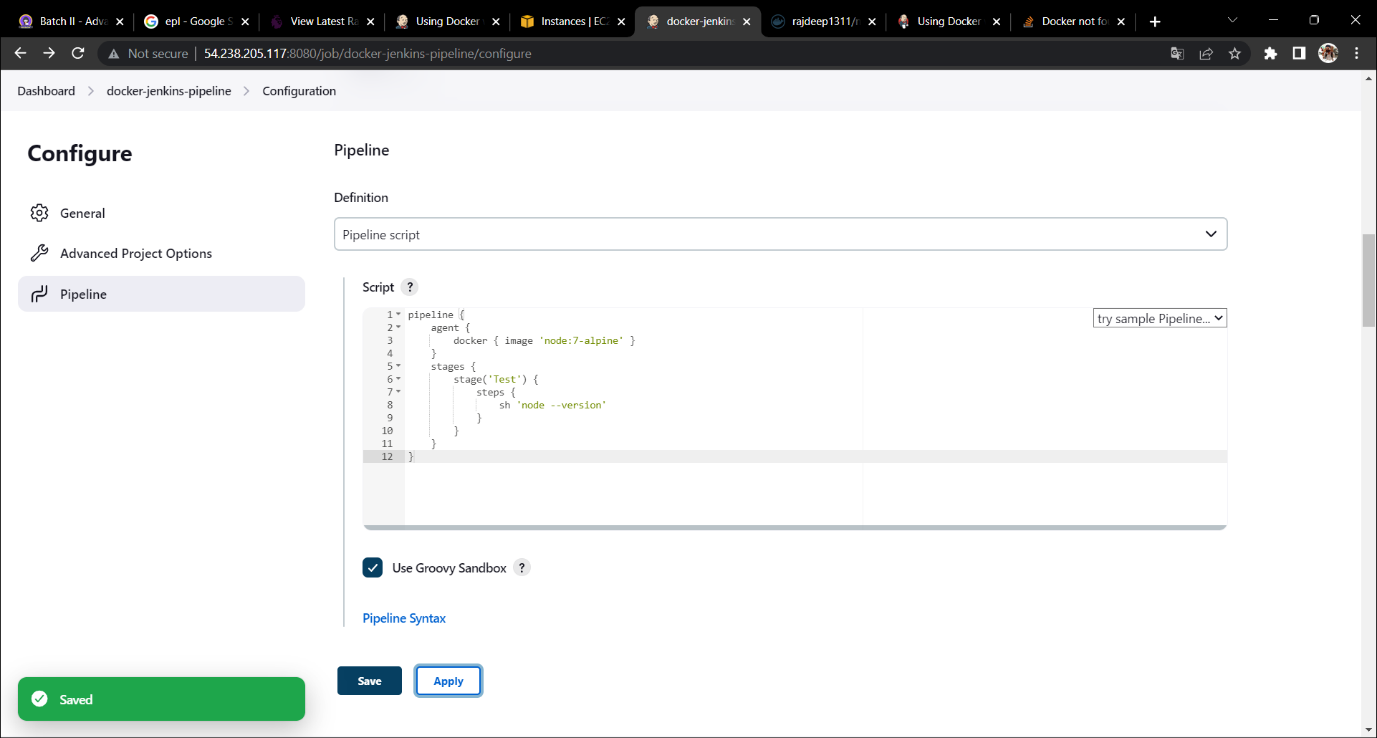 Batch II - Adva
epl - Google S
View Latest Ra
Using Docker
Instances | EC2
docker-jenkins
rajdeep1311/r
Using Docker
Docker not fo
Not secure
54.238.205.117:8080/job/docker-jenkins-pipeline/configure
Dashboard
docker-jenkins-pipeline
Configuration
Configure
General
Advanced Project Options
Pipeline
Pipeline
Definition
Pipeline script
Script ?
try sample Pipeline...
1 pipeline {
2 agent {
3 docker { image 'node:7-alpine' }
4 }
5 stages {
6 stage('Test') {
7 steps {
8 sh 'node --version'
9 }
10 }
11 }
12 }
Use Groovy Sandbox ?
Pipeline Syntax
Save
Apply
Saved